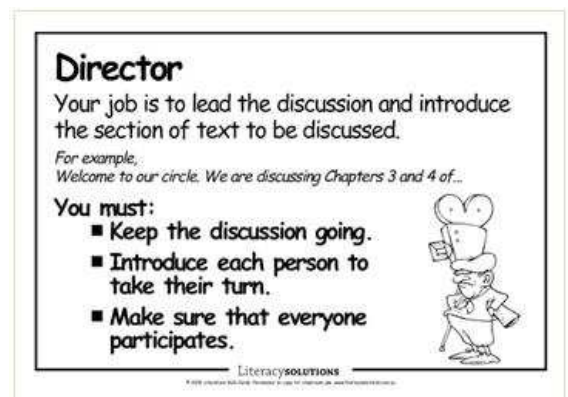 Director
Your job is to lead the discussion and introduce
the section of text to be discussed.
For example,
Welcome to our circle. We are discussing Chapters 3 and 4 of...
You must:
■ Keep the discussion going.
■ Introduce each person to
take their turn.
■ Make sure that everyone
participates.
LiteracySOLUTIONS